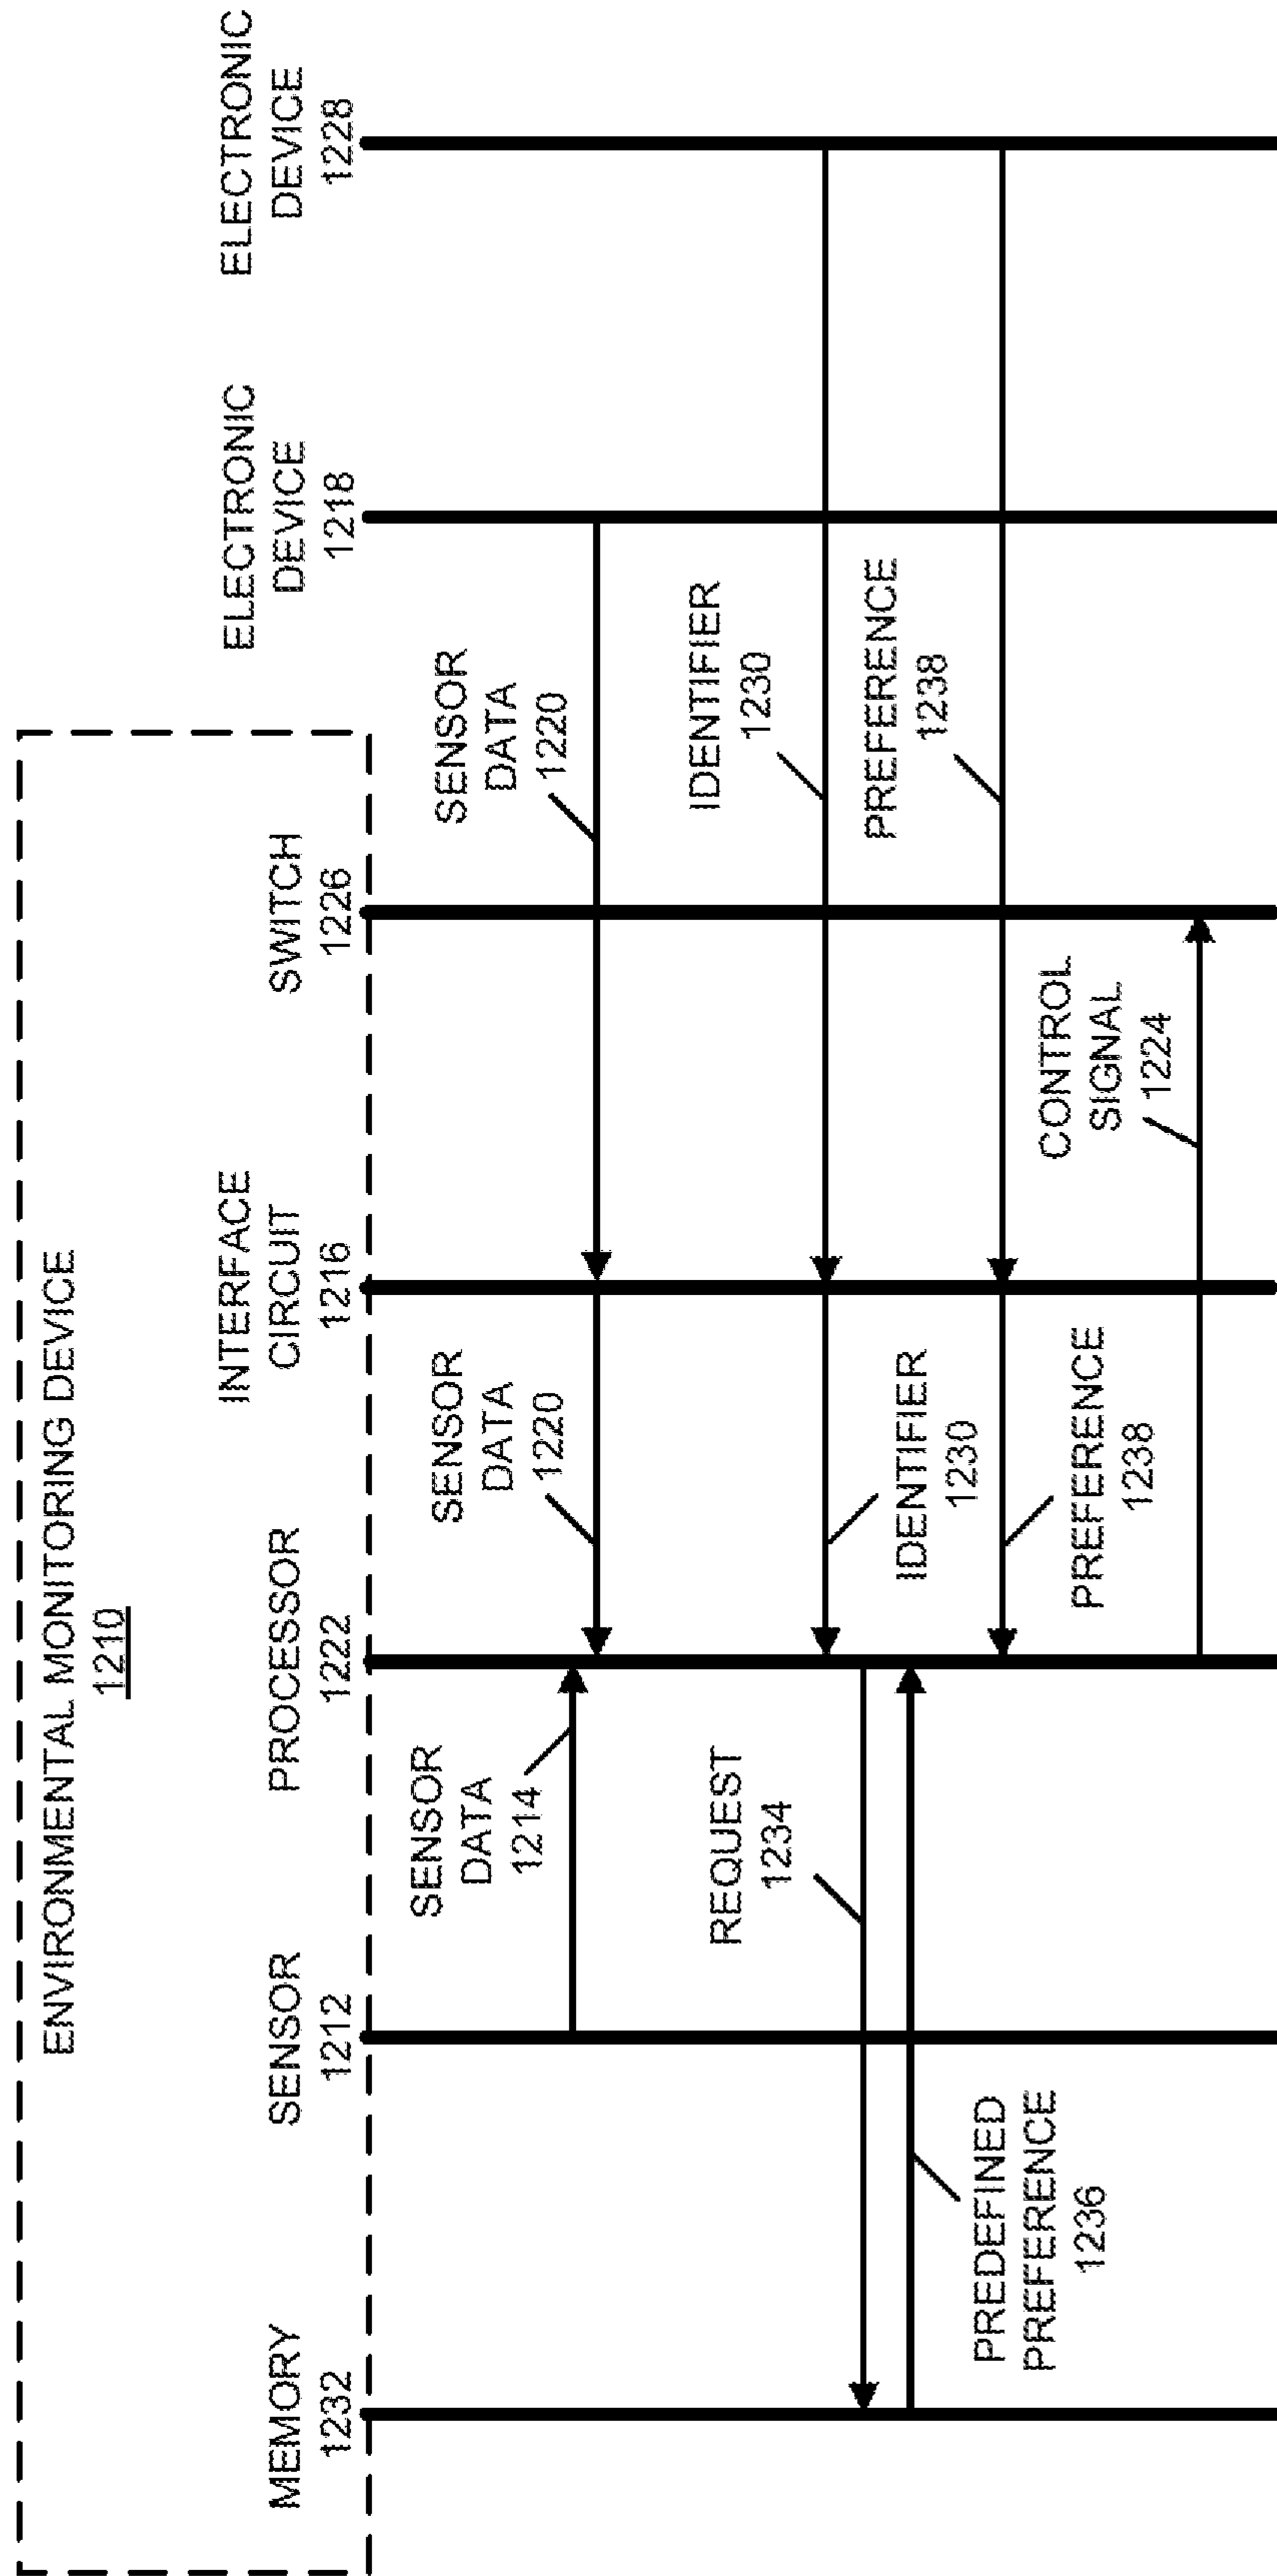 ENVIRONMENTAL MONITORING DEVICE
1210
MEMORY
1232
SENSOR
1212
PROCESSOR
1222
INTERFACE
CIRCUIT
1216
SWITCH
1226
ELECTRONIC
DEVICE
1218
ELECTRONIC
DEVICE
1228
SENSOR
DATA
1214
SENSOR
DATA
1220
SENSOR
DATA
1220
IDENTIFIER
1230
IDENTIFIER
1230
REQUEST
1234
PREDEFINED
PREFERENCE
1236
PREFERENCE
1238
PREFERENCE
1238
CONTROL
SIGNAL
1224